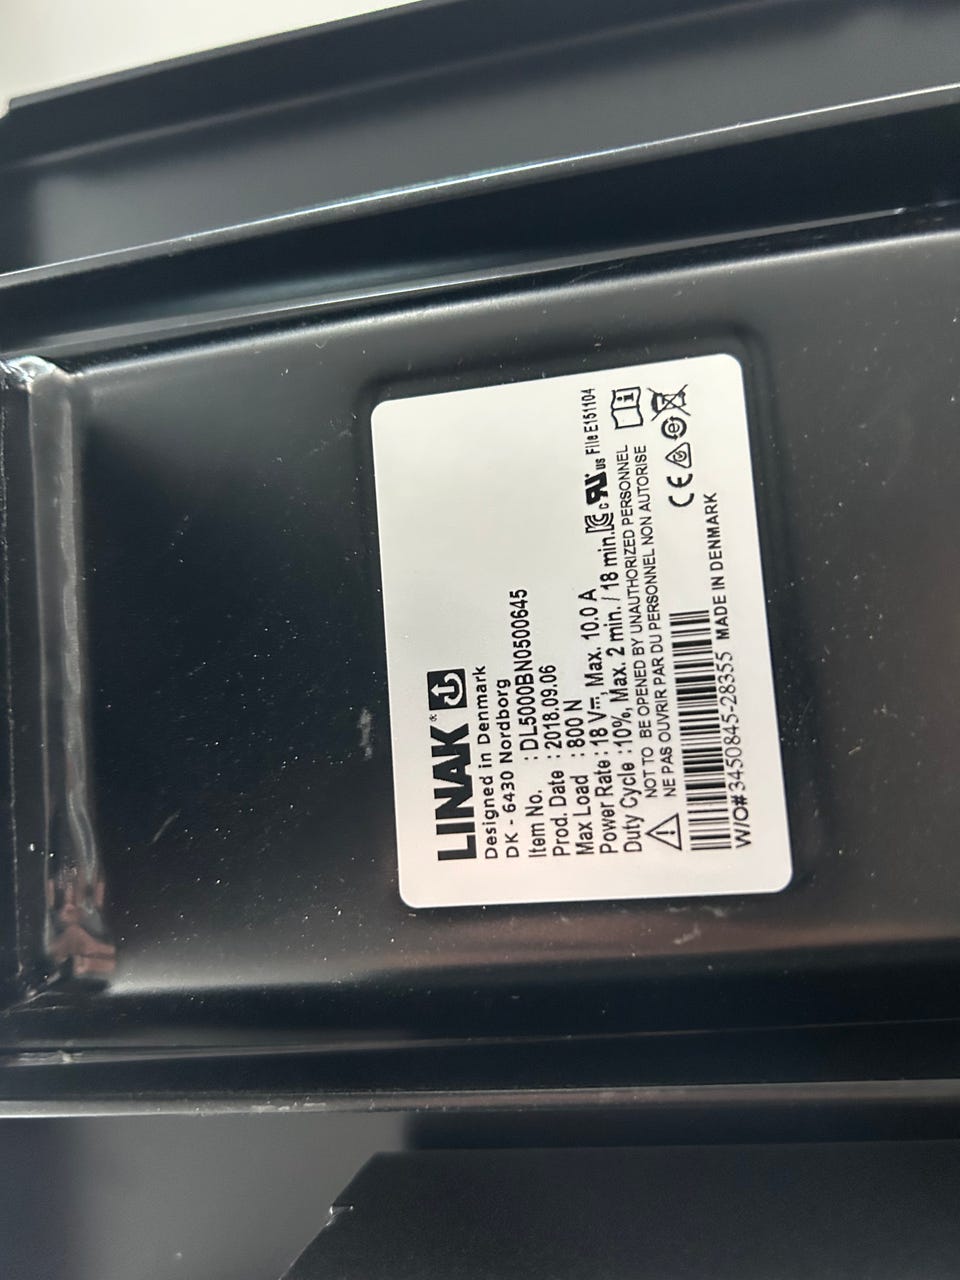 LINAK®
Designed in Denmark
DK - 6430 Nordborg
Item No. : DL5000BN0500645
Prod. Date : 2018.09.06
Max Load : 800 N
Power Rate : 18 V⎓, Max. 10.0 A
Duty Cycle : 10%, Max. 2 min. / 18 min. c us File E151104
NOT TO BE OPENED BY UNAUTHORIZED PERSONNEL
NE PAS OUVRIR PAR DU PERSONNEL NON AUTORISE
CE
W/O#3450845-28355 MADE IN DENMARK